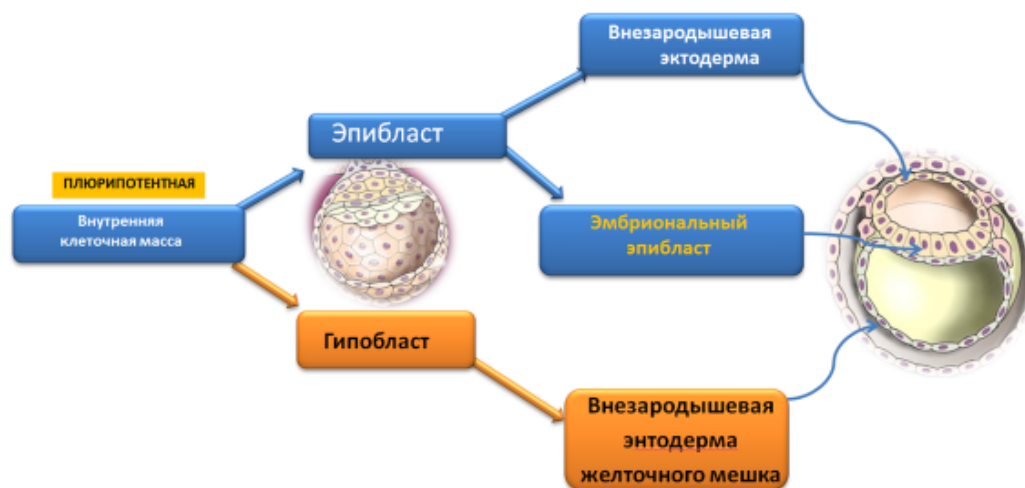 Внезародышевая
эктодерма
Эпибласт
ПЛЮРИПОТЕНТНАЯ
Внутренняя
клеточная масса
Эмбриональный
эпибласт
Гипобласт
Внезародышевая
энтодерма
желточного мешка